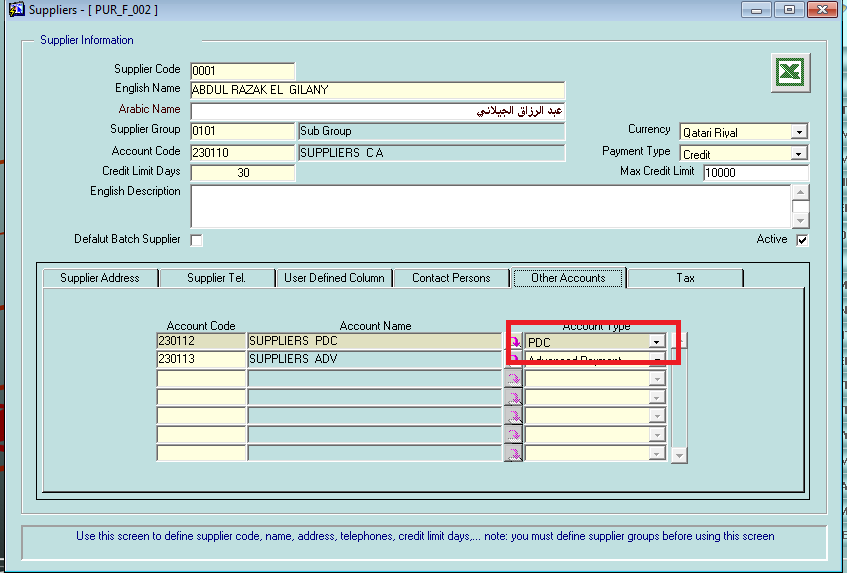 Suppliers - [ PUR_F_002 ]
Supplier Information
Supplier Code 0001
English Name ABDUL RAZAK EL GILANY
Arabic Name عبد الرزاق الجيلاني
Supplier Group 0101 Sub Group Currency Qatari Riyal
Account Code 230110 SUPPLIERS C A Payment Type Credit
Credit Limit Days 30 Max Credit Limit 10000
English Description
Defalut Batch Supplier Active
Supplier Address Supplier Tel. User Defined Column Contact Persons Other Accounts Tax
Account Code Account Name Account Type
230112 SUPPLIERS PDC PDC
230113 SUPPLIERS ADV Advanced Payment
Use this screen to define supplier code, name, address, telephones, credit limit days,... note: you must define supplier groups before using this screen